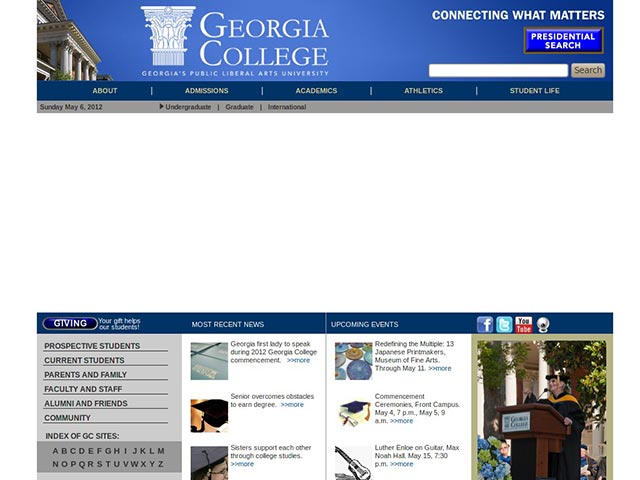 GEORGIA
COLLEGE
GEORGIA'S PUBLIC LIBERAL ARTS UNIVERSITY
CONNECTING WHAT MATTERS
PRESIDENTIAL
SEARCH
Search
ABOUT | ADMISSIONS | ACADEMICS | ATHLETICS | STUDENT LIFE
Sunday May 6, 2012
Undergraduate | Graduate | International
GIVING
Your gift helps
our students!
PROSPECTIVE STUDENTS
CURRENT STUDENTS
PARENTS AND FAMILY
FACULTY AND STAFF
ALUMNI AND FRIENDS
COMMUNITY
INDEX OF GC SITES:
A B C D E F G H I J K L M
N O P Q R S T U V W X Y Z
MOST RECENT NEWS
Georgia first lady to speak
during 2012 Georgia College
commencement. >>more
Senior overcomes obstacles
to earn degree. >>more
Sisters support each other
through college studies.
>>more
UPCOMING EVENTS
Redefining the Multiple: 13
Japanese Printmakers,
Museum of Fine Arts.
Through May 11. >>more
Commencement
Ceremonies, Front Campus.
May 4, 7 p.m., May 5, 9
a.m. >>more
Luther Enloe on Guitar, Max
Noah Hall. May 15, 7:30
p.m. >>more
f
t
You
Tube
GEORGIA
COLLEGE